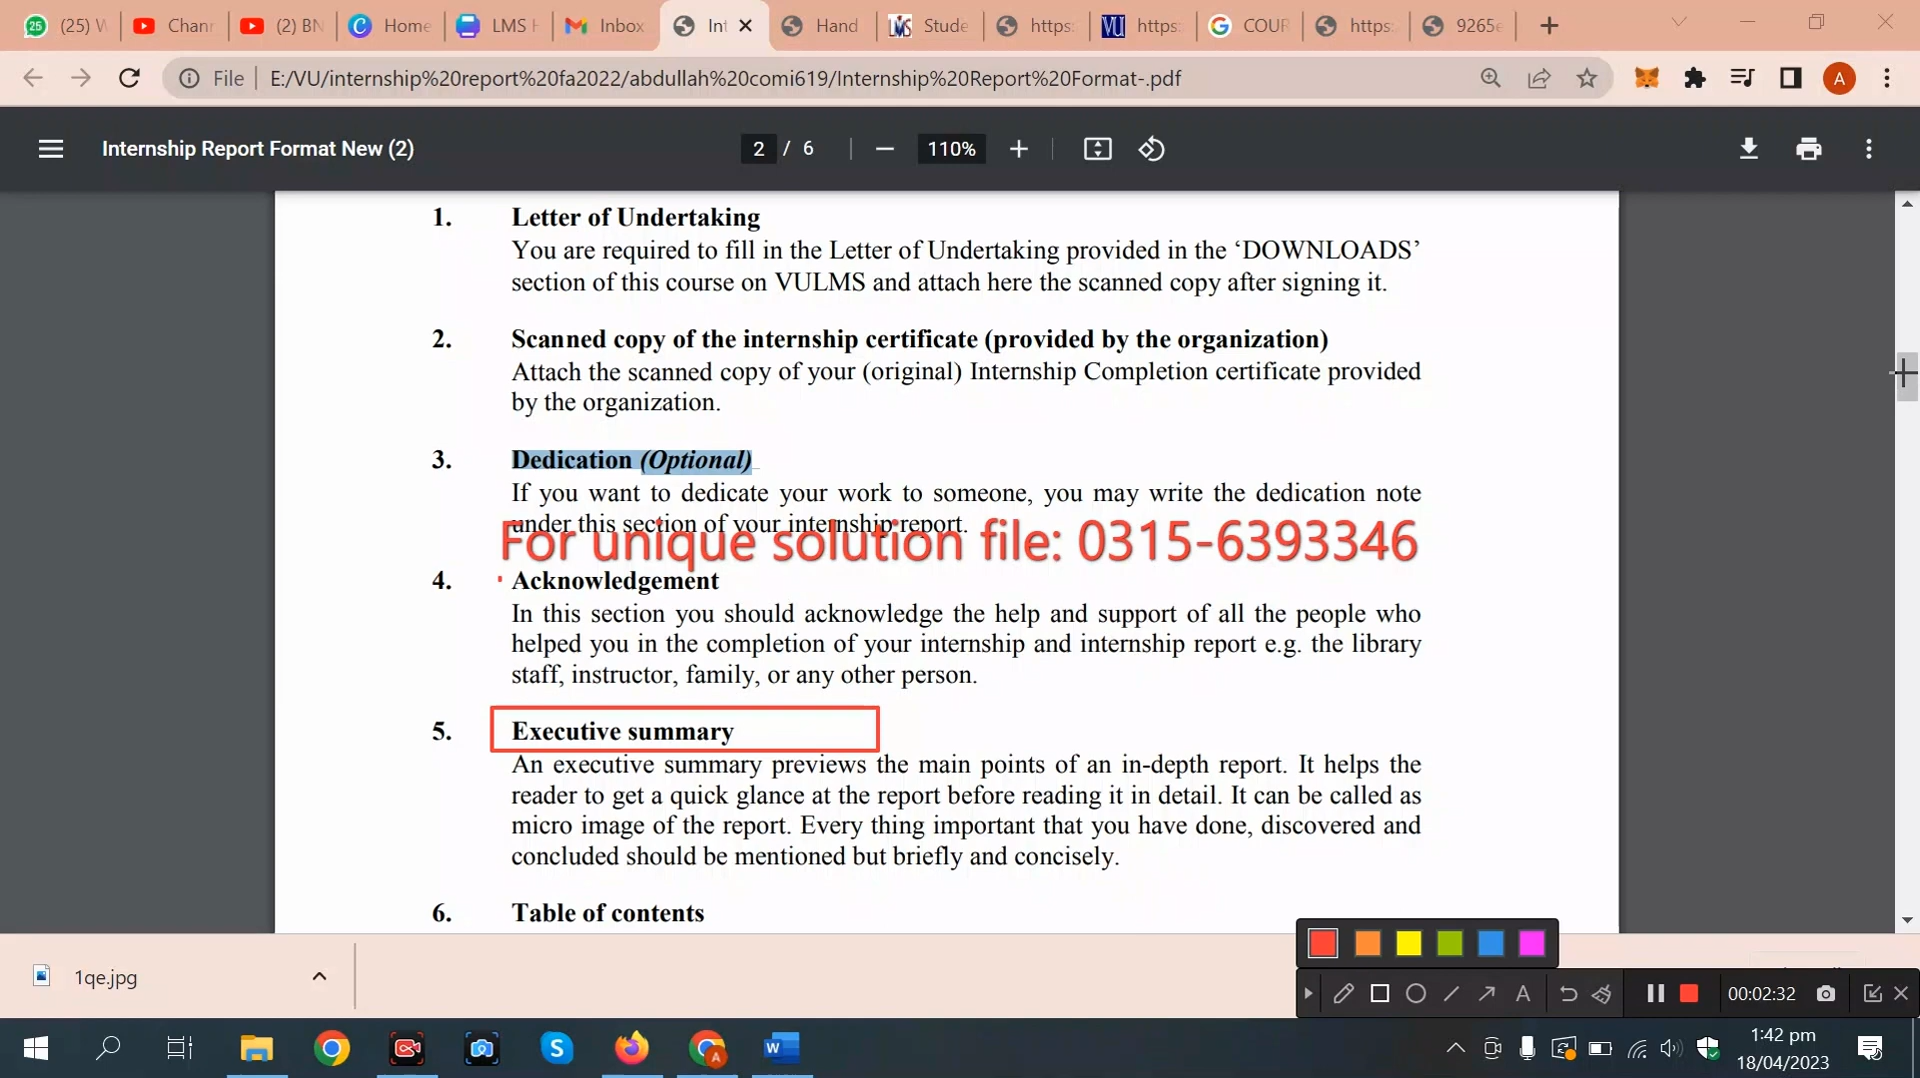 (25) W
Chann
(2) BN
Home
LMS H
Inbox
Int
Hand
Stude
https:
VU
https:
COUR
https:
9265e
File
E:/VU/internship%20report%20fa2022/abdullah%20comi619/Internship%20Report%20Format-.pdf
A
Internship Report Format New (2)
2 / 6
110%
1. Letter of Undertaking
You are required to fill in the Letter of Undertaking provided in the ‘DOWNLOADS’
section of this course on VULMS and attach here the scanned copy after signing it.
2. Scanned copy of the internship certificate (provided by the organization)
Attach the scanned copy of your (original) Internship Completion certificate provided
by the organization.
3. Dedication (Optional)
If you want to dedicate your work to someone, you may write the dedication note
under this section of your internship report.
For unique solution file: 0315-6393346
4. Acknowledgement
In this section you should acknowledge the help and support of all the people who
helped you in the completion of your internship and internship report e.g. the library
staff, instructor, family, or any other person.
5. Executive summary
An executive summary previews the main points of an in-depth report. It helps the
reader to get a quick glance at the report before reading it in detail. It can be called as
micro image of the report. Every thing important that you have done, discovered and
concluded should be mentioned but briefly and concisely.
6. Table of contents
1qe.jpg
A
00:02:32
1:42 pm
18/04/2023